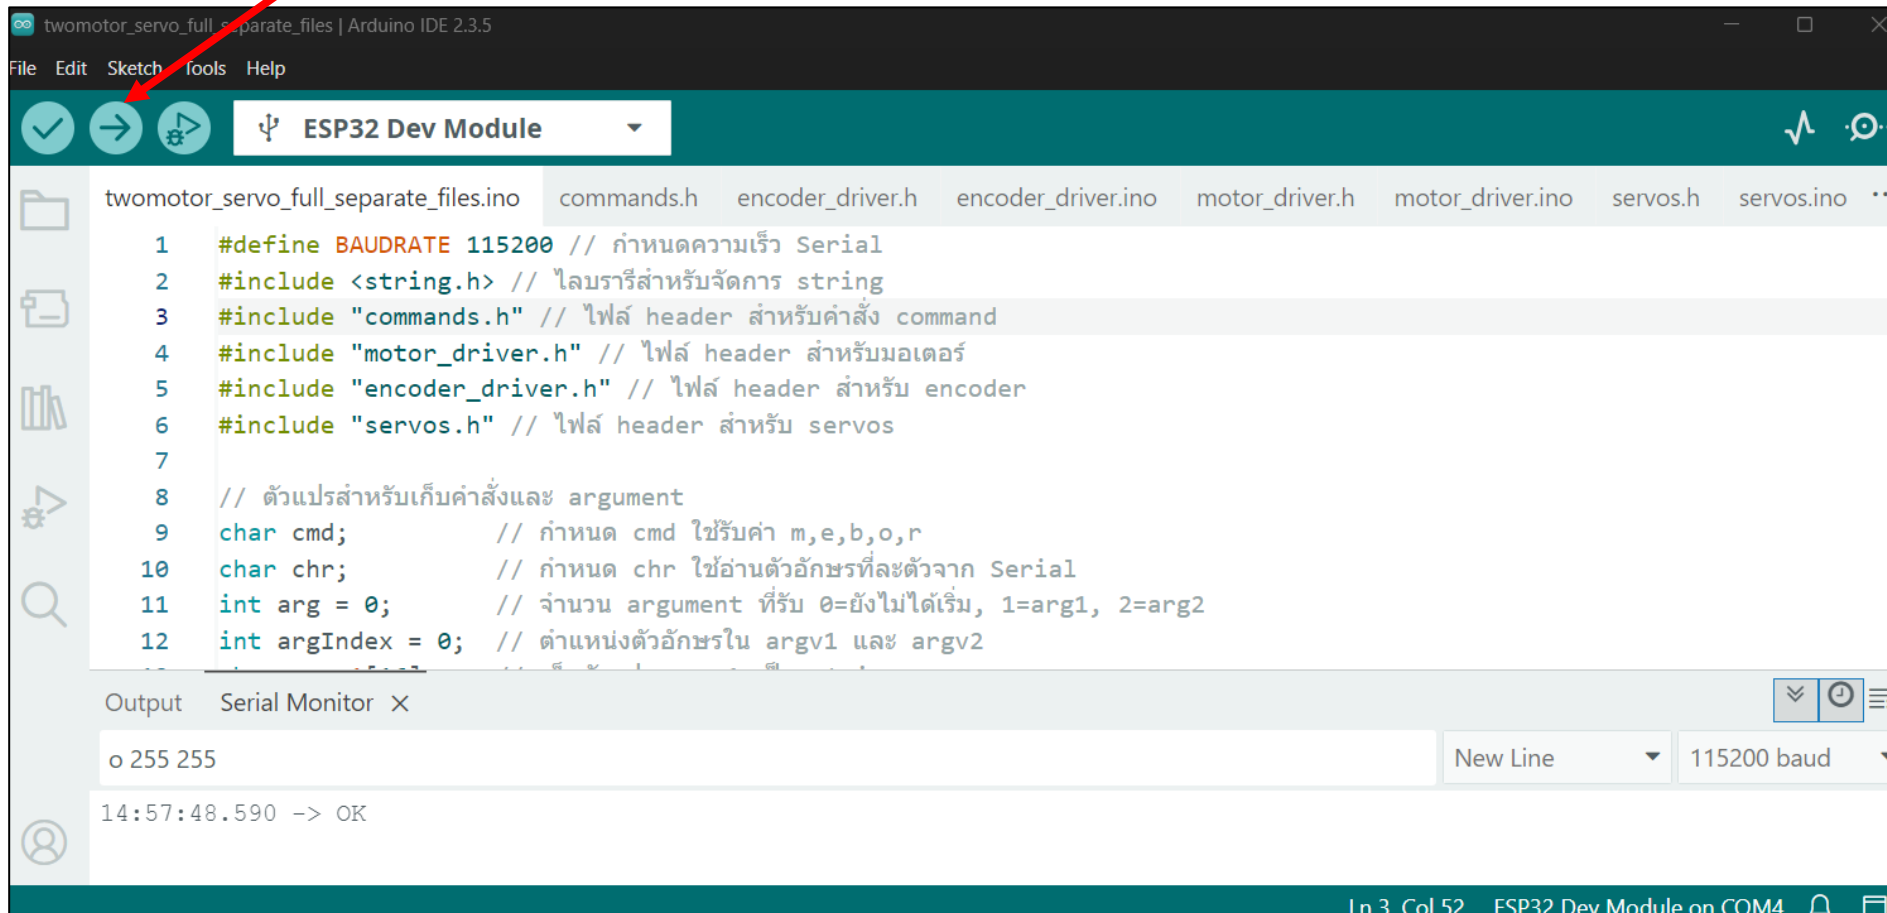 twomotor_servo_full_separate_files | Arduino IDE 2.3.5
File Edit Sketch Tools Help
ESP32 Dev Module
twomotor_servo_full_separate_files.ino commands.h encoder_driver.h encoder_driver.ino motor_driver.h motor_driver.ino servos.h servos.ino ..
1 #define BAUDRATE 115200 // กำหนดความเร็ว Serial
2 #include <string.h> // ไลบรารีสำหรับจัดการ string
3 #include "commands.h" // ไฟล์ header สำหรับคำสั่ง command
4 #include "motor_driver.h" // ไฟล์ header สำหรับมอเตอร์
5 #include "encoder_driver.h" // ไฟล์ header สำหรับ encoder
6 #include "servos.h" // ไฟล์ header สำหรับ servos
7
8 // ตัวแปรสำหรับเก็บคำสั่งและ argument
9 char cmd; // กำหนด cmd ใช้รับค่า m,e,b,o,r
10 char chr; // กำหนด chr ใช้อ่านตัวอักษรที่ละตัวจาก Serial
11 int arg = 0; // จำนวน argument ที่รับ 0=ยังไม่ได้เริ่ม, 1=arg1, 2=arg2
12 int argIndex = 0; // ตำแหน่งตัวอักษรใน argv1 และ argv2
Output Serial Monitor ×
o 255 255 New Line 115200 baud
14:57:48.590 -> OK
Ln 3, Col 52 ESP32 Dev Module on COM4